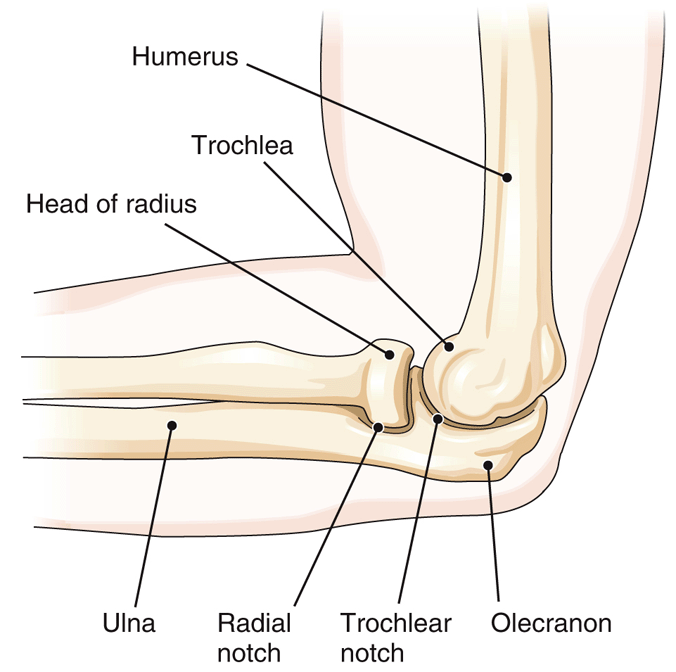 Humerus
Trochlea
Head of radius
Ulna
Radial
notch
Trochlear
notch
Olecranon